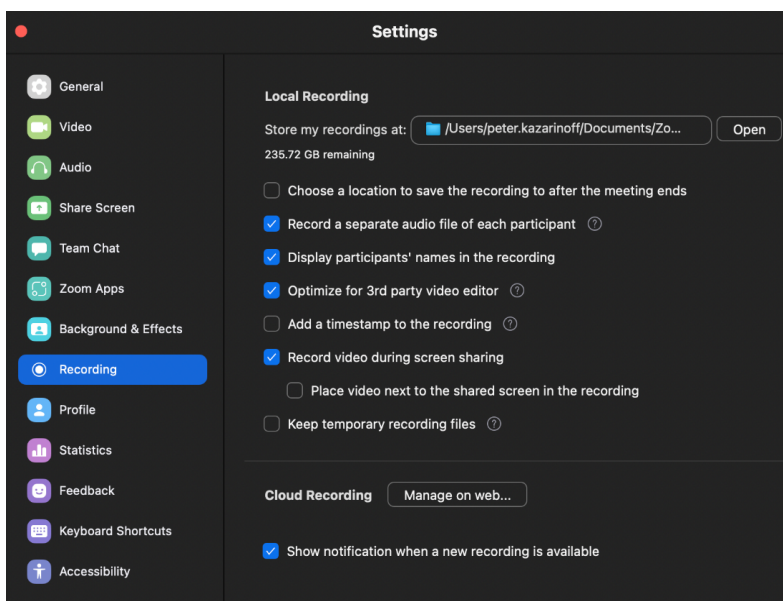 Settings
General
Video
Audio
Share Screen
Team Chat
Zoom Apps
Background & Effects
Recording
Profile
Statistics
Feedback
Keyboard Shortcuts
Accessibility
Local Recording
Store my recordings at: /Users/peter.kazarinoff/Documents/Zo... Open
235.72 GB remaining
Choose a location to save the recording to after the meeting ends
Record a separate audio file of each participant ?
Display participants' names in the recording
Optimize for 3rd party video editor ?
Add a timestamp to the recording ?
Record video during screen sharing
Place video next to the shared screen in the recording
Keep temporary recording files ?
Cloud Recording Manage on web...
Show notification when a new recording is available